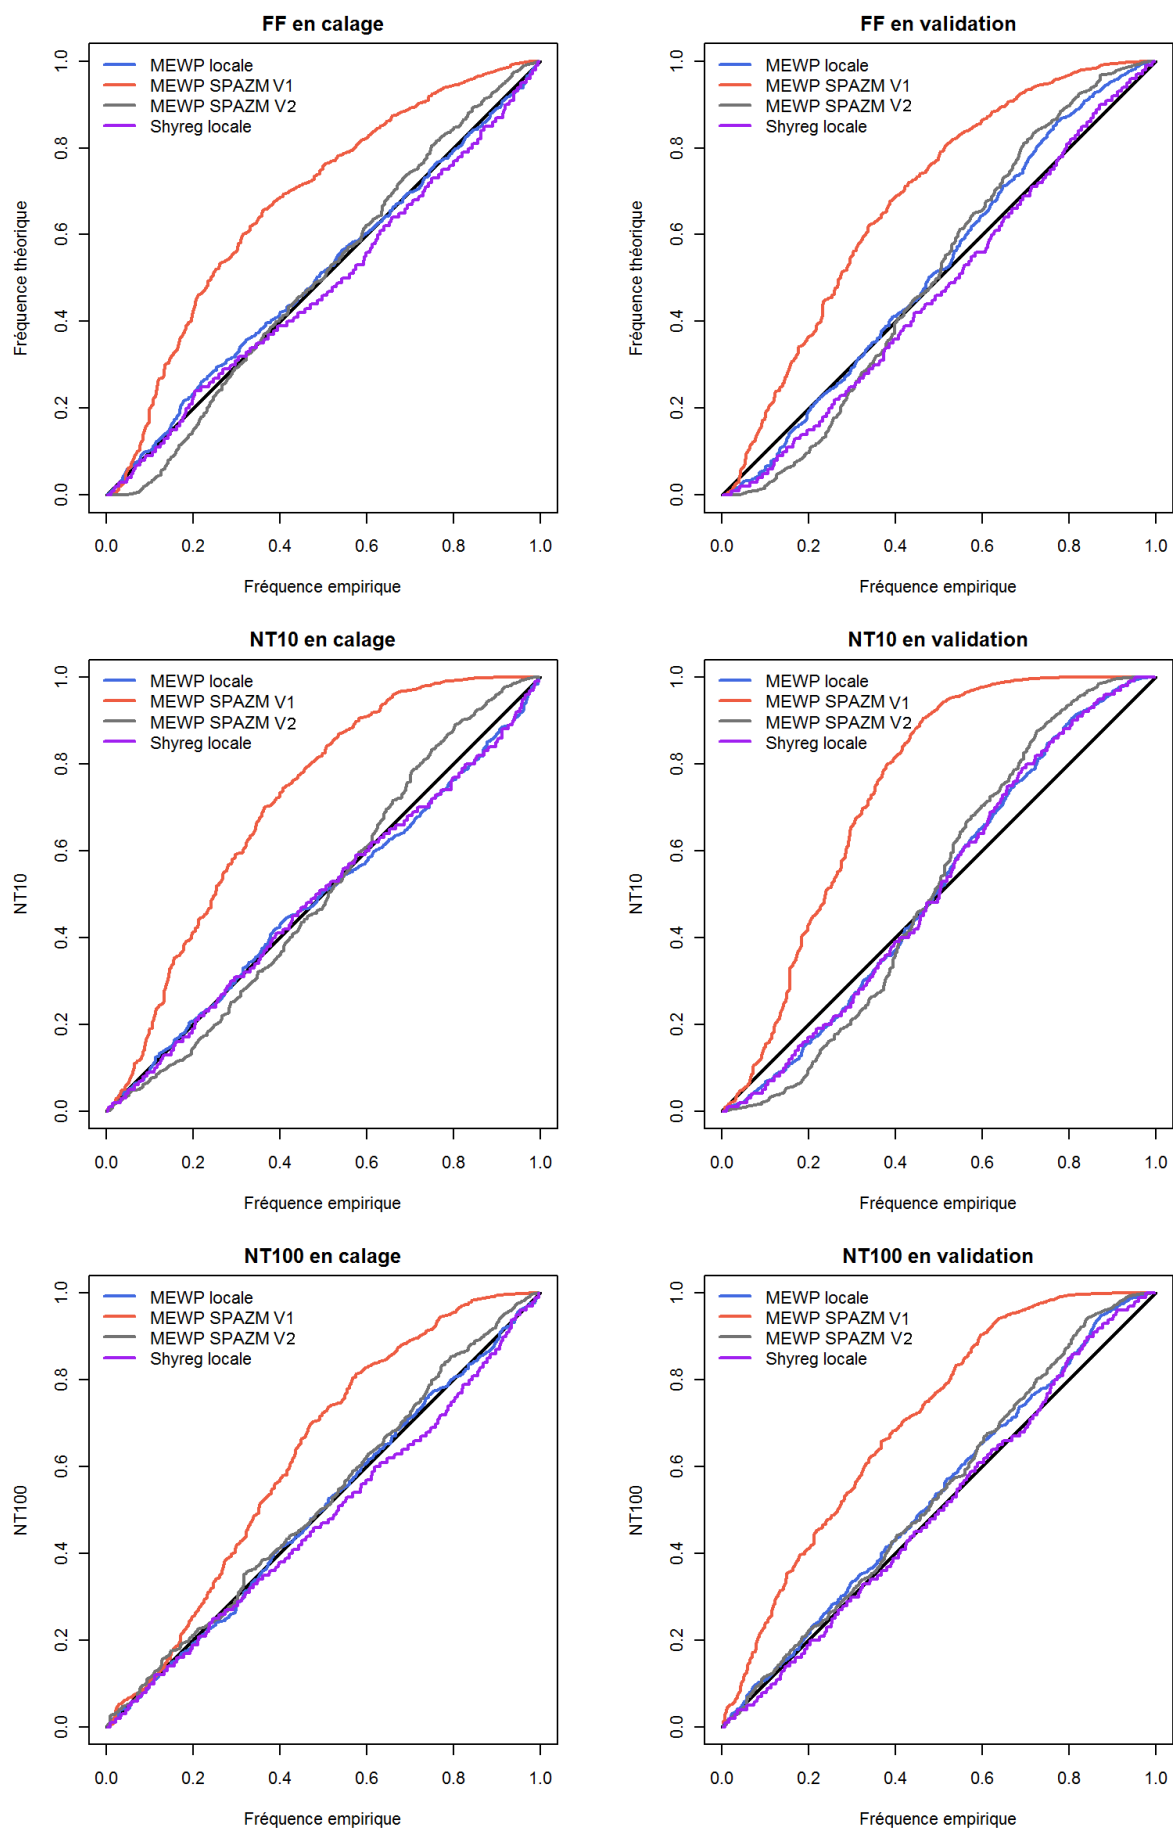 FF en calage
MEWP locale
MEWP SPAZM V1
MEWP SPAZM V2
Shyreg locale
Fréquence théorique
0.0 0.2 0.4 0.6 0.8 1.0
0.0 0.2 0.4 0.6 0.8 1.0
Fréquence empirique
FF en validation
MEWP locale
MEWP SPAZM V1
MEWP SPAZM V2
Shyreg locale
Fréquence théorique
0.0 0.2 0.4 0.6 0.8 1.0
0.0 0.2 0.4 0.6 0.8 1.0
Fréquence empirique
NT10 en calage
MEWP locale
MEWP SPAZM V1
MEWP SPAZM V2
Shyreg locale
NT10
0.0 0.2 0.4 0.6 0.8 1.0
0.0 0.2 0.4 0.6 0.8 1.0
Fréquence empirique
NT10 en validation
MEWP locale
MEWP SPAZM V1
MEWP SPAZM V2
Shyreg locale
NT10
0.0 0.2 0.4 0.6 0.8 1.0
0.0 0.2 0.4 0.6 0.8 1.0
Fréquence empirique
NT100 en calage
MEWP locale
MEWP SPAZM V1
MEWP SPAZM V2
Shyreg locale
NT100
0.0 0.2 0.4 0.6 0.8 1.0
0.0 0.2 0.4 0.6 0.8 1.0
Fréquence empirique
NT100 en validation
MEWP locale
MEWP SPAZM V1
MEWP SPAZM V2
Shyreg locale
NT100
0.0 0.2 0.4 0.6 0.8 1.0
0.0 0.2 0.4 0.6 0.8 1.0
Fréquence empirique